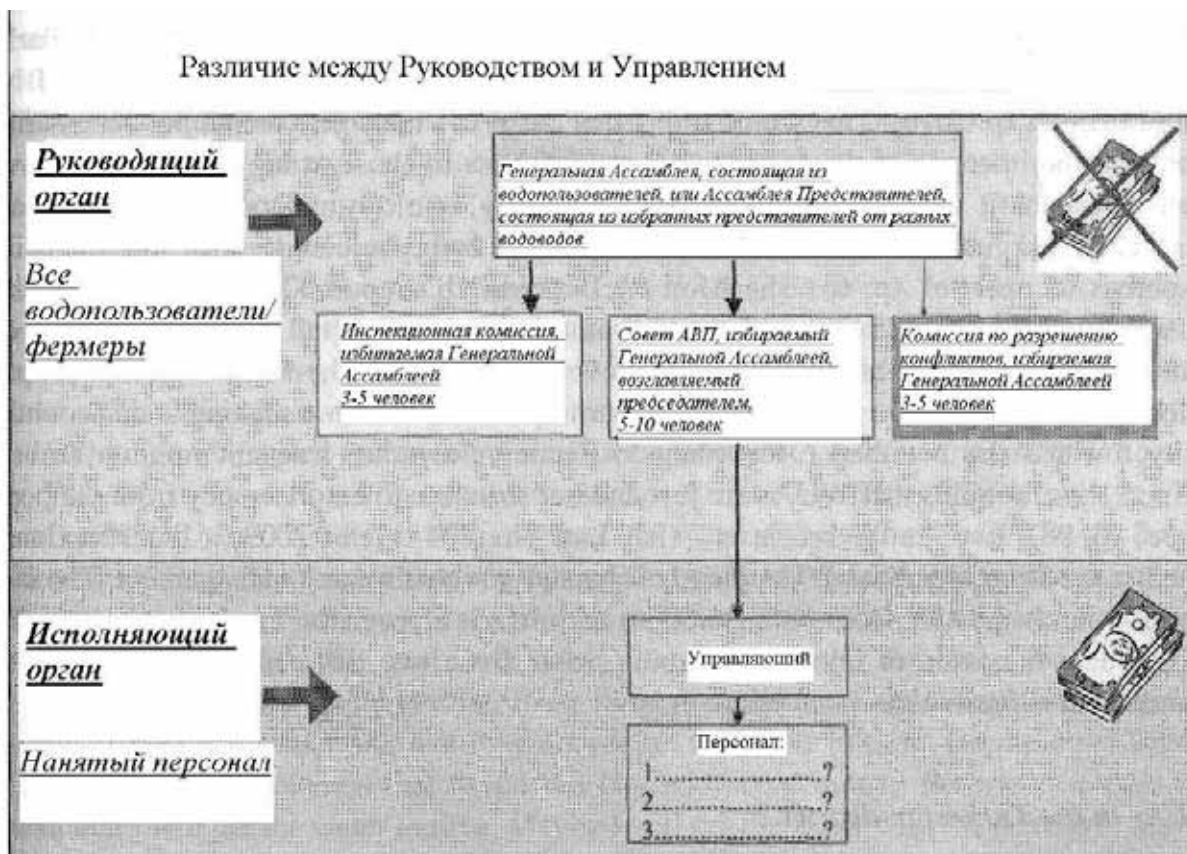 Различие между Руководством и Управлением
Руководящий
орган
Все
водопользователи/
фермеры
Генеральная Ассамблея, состоящая из
водопользователей, или Ассамблея Представителей,
состоящая из избранных представителей от разных
водоводов
Инспекционная комиссия,
избитаемая Генеральной
Ассамблеей
3-5 человек
Совет АВП, избираемый
Генеральной Ассамблеей,
возглавляемый
председателем,
5-10 человек
Комиссия по разрешению
конфликтов, избираемая
Генеральной Ассамблеей
3-5 человек
Исполняющий
орган
Нанятый персонал
Управляющий
Персонал:
1..............................?
2..............................?
3..............................?